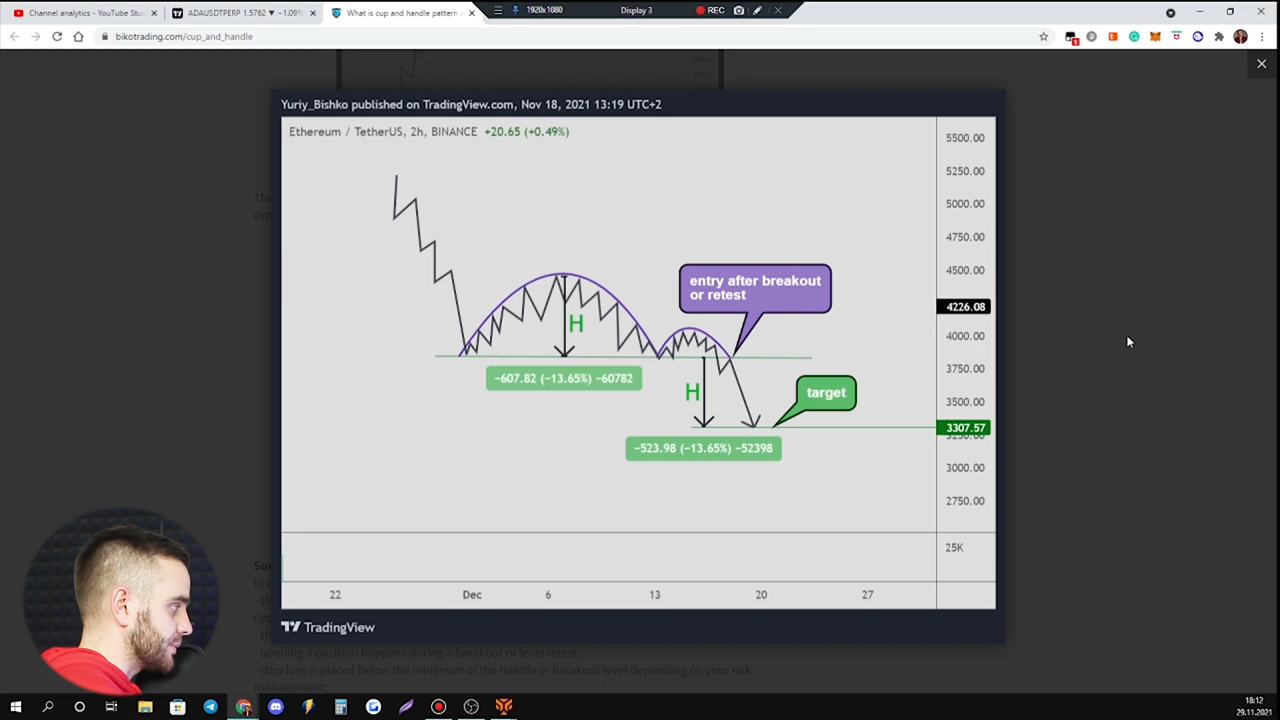 Channel analytics - YouTube Stu
ADAUSDTPERP 1.5762 ▼ −1.09%
What is cup and handle pattern
1920x1080
Display 3
REC
bikotrading.com/cup_and_handle
Yuriy_Bishko published on TradingView.com, Nov 18, 2021 13:19 UTC+2
Ethereum / TetherUS, 2h, BINANCE +20.65 (+0.49%)
5500.00
5250.00
5000.00
4750.00
4500.00
entry after breakout
or retest
4226.08
H
4000.00
−607.82 (−13.65%) −60782
3750.00
H
target
3500.00
3307.57
3250.00
−523.98 (−13.65%) −52398
3000.00
2750.00
25K
22
Dec
6
13
20
27
TradingView
Su
In
- th
opp
- th
- opening a position happens during a breakout or level retest;
- stop loss is placed below the minimum of the handle or breakout level depending on your risk
management;
18:12
29.11.2021